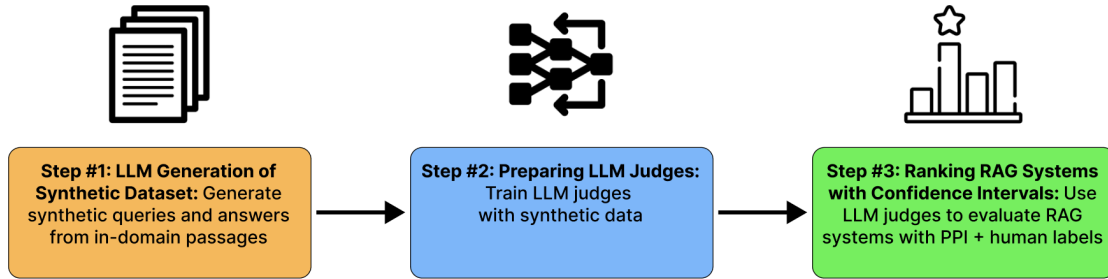 Step #1: LLM Generation of
Synthetic Dataset: Generate
synthetic queries and answers
from in-domain passages
Step #2: Preparing LLM Judges:
Train LLM judges
with synthetic data
Step #3: Ranking RAG Systems
with Confidence Intervals: Use
LLM judges to evaluate RAG
systems with PPI + human labels